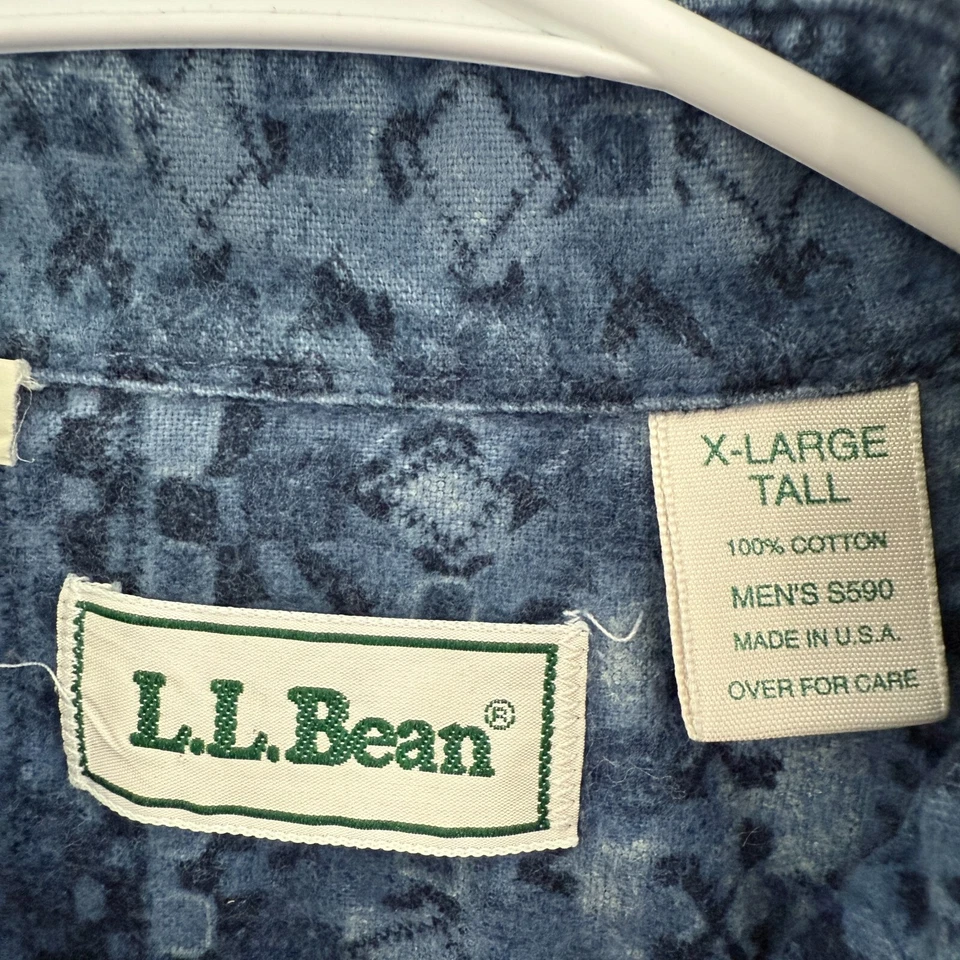 L.L.Bean®
X-LARGE
TALL
100% COTTON
MEN'S S590
MADE IN U.S.A.
OVER FOR CARE